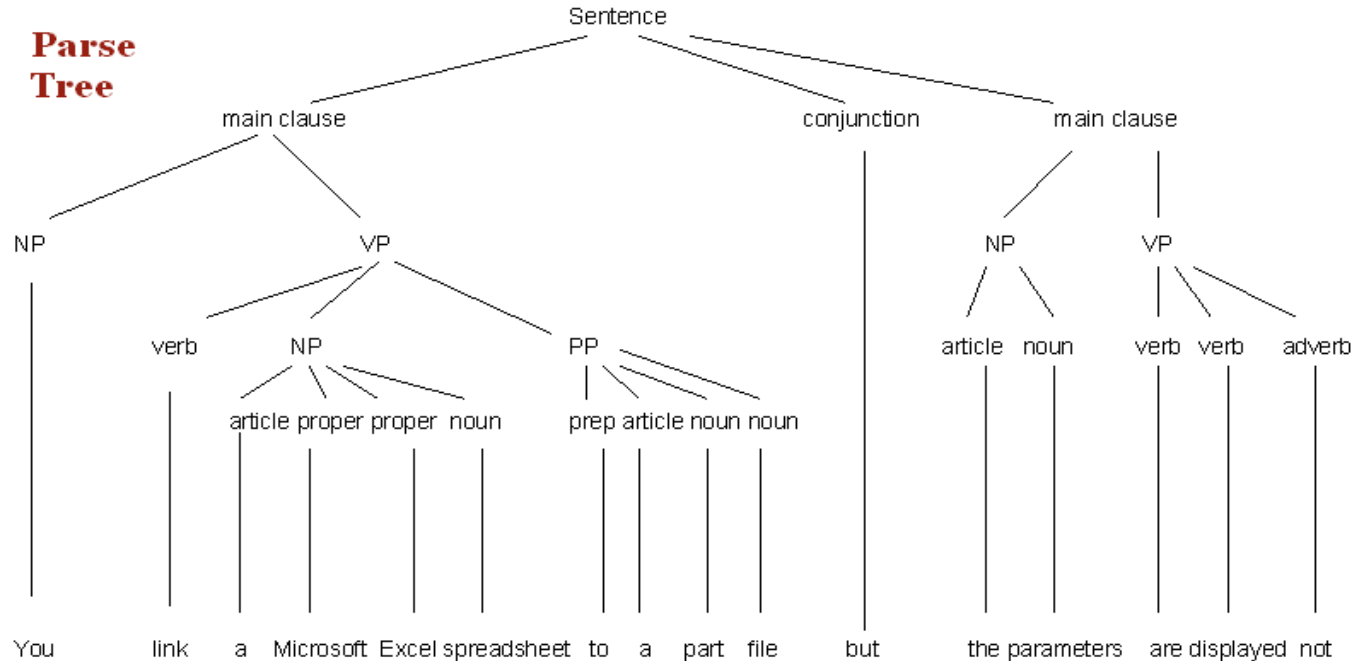 Sentence
Parse
Tree
main clause conjunction main clause
NP VP NP VP
verb NP PP article noun verb verb adverb
article proper proper noun prep article noun noun
You link a Microsoft Excel spreadsheet to a part file but the parameters are displayed not